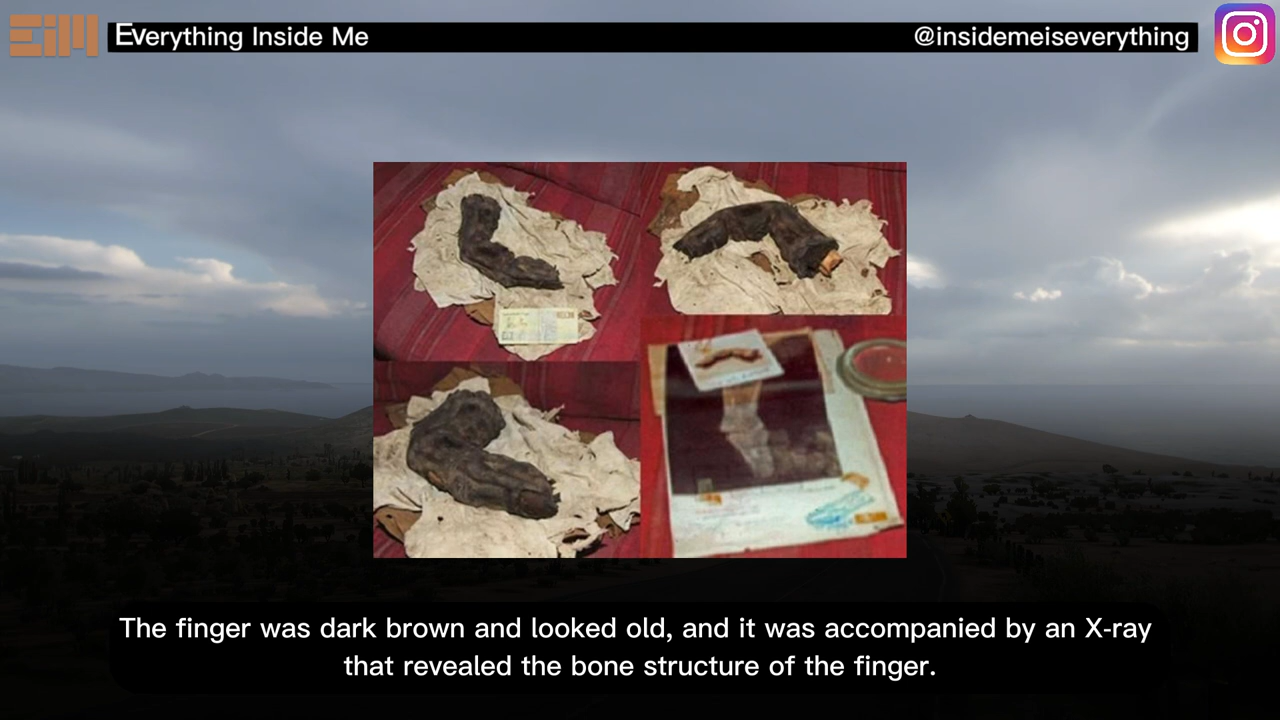 EIM
Everything Inside Me
@insidemeiseverything
The finger was dark brown and looked old, and it was accompanied by an X-ray
that revealed the bone structure of the finger.